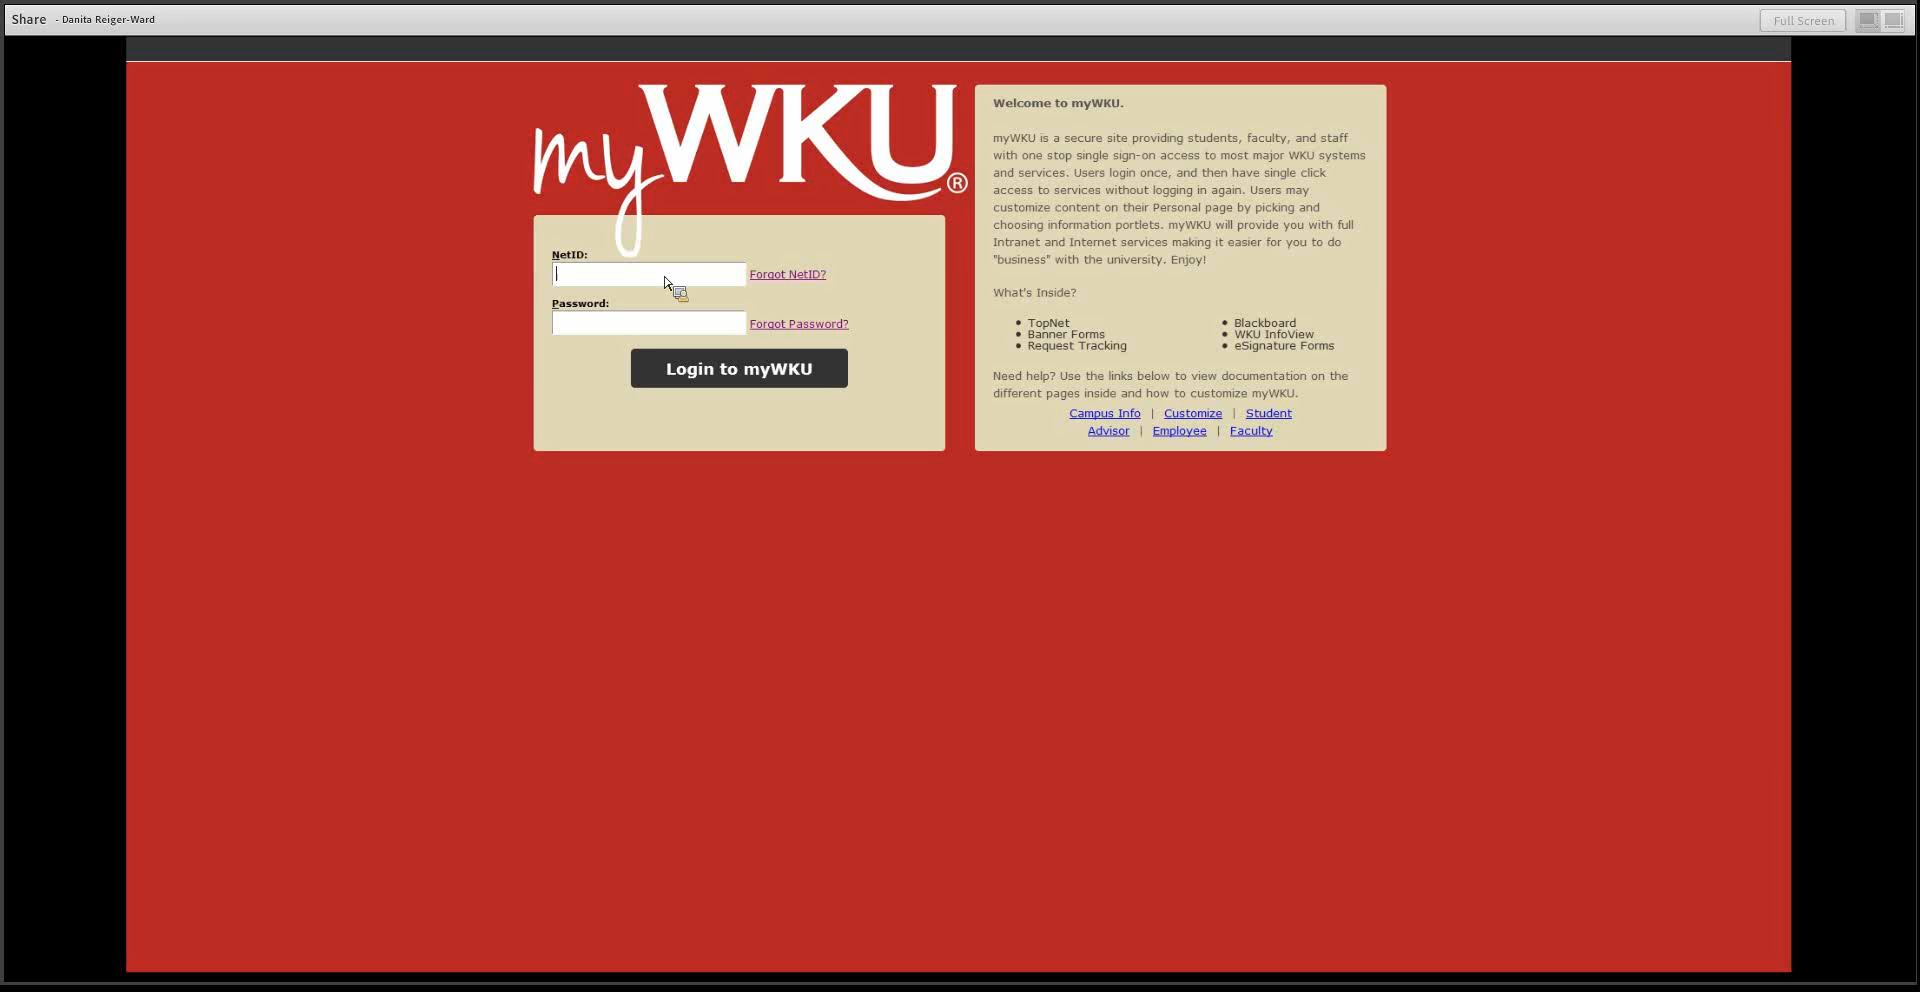 Share - Danita Reiger-Ward
Full Screen
myWKU®
NetID:
Forgot NetID?
Password:
Forgot Password?
Login to myWKU
Welcome to myWKU.
myWKU is a secure site providing students, faculty, and staff
with one stop single sign-on access to most major WKU systems
and services. Users login once, and then have single click
access to services without logging in again. Users may
customize content on their Personal page by picking and
choosing information portlets. myWKU will provide you with full
Intranet and Internet services making it easier for you to do
"business" with the university. Enjoy!
What's Inside?
• TopNet
• Banner Forms
• Request Tracking
• Blackboard
• WKU InfoView
• eSignature Forms
Need help? Use the links below to view documentation on the
different pages inside and how to customize myWKU.
Campus Info | Customize | Student
Advisor | Employee | Faculty